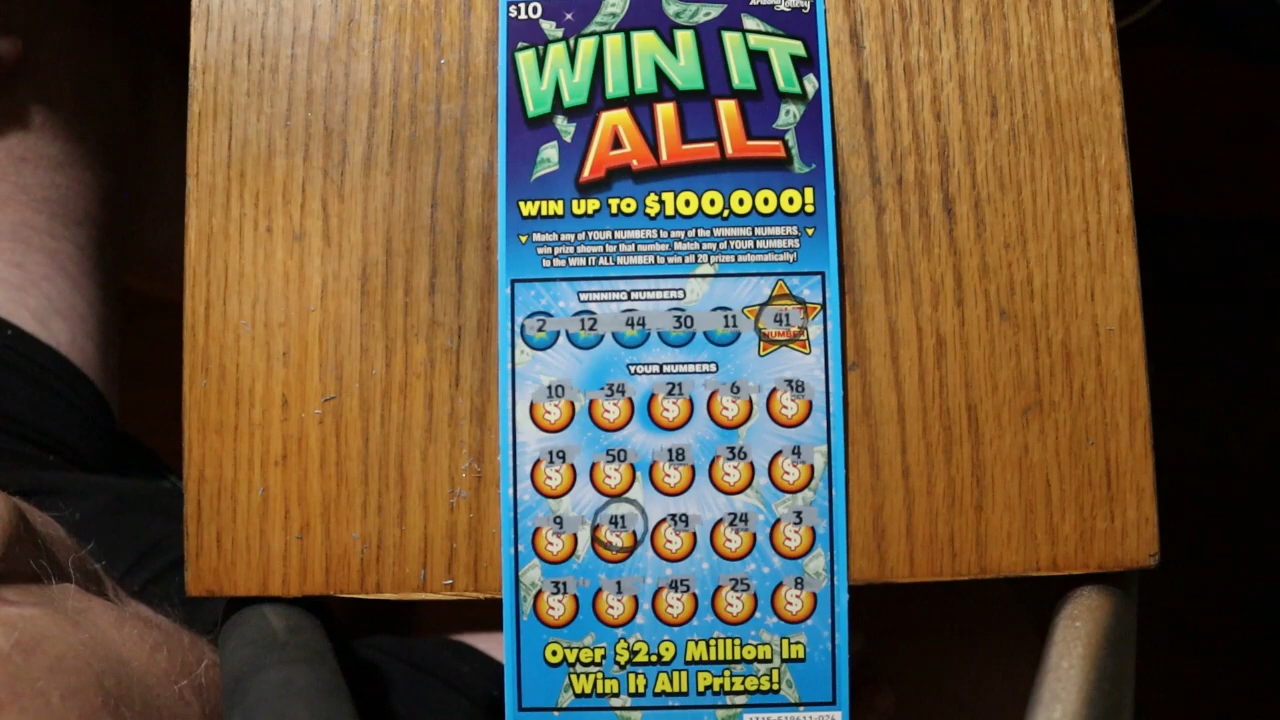 $10
Arizona Lottery
WIN IT
ALL
WIN UP TO $100,000!
Match any of YOUR NUMBERS to any of the WINNING NUMBERS,
win prize shown for that number. Match any of YOUR NUMBERS
to the WIN IT ALL NUMBER to win all 20 prizes automatically!
WINNING NUMBERS
2 12 44 30 11 41
NUMBER
YOUR NUMBERS
10 34 21 6 38
$ $ $ $ $
19 50 18 36 4
$ $ $ $ $
9 41 39 24 3
$ $ $ $ $
31 1 45 25 8
$ $ $ $ $
Over $2.9 Million In
Win It All Prizes!